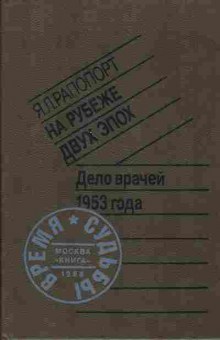 Я.Л.РАПОПОРТ
НА РУБЕЖЕ
ДВУХ ЭПОХ
Дело врачей
1953 года
ВРЕМЯ СУДЬБЫ
МОСКВА
«КНИГА»
1988